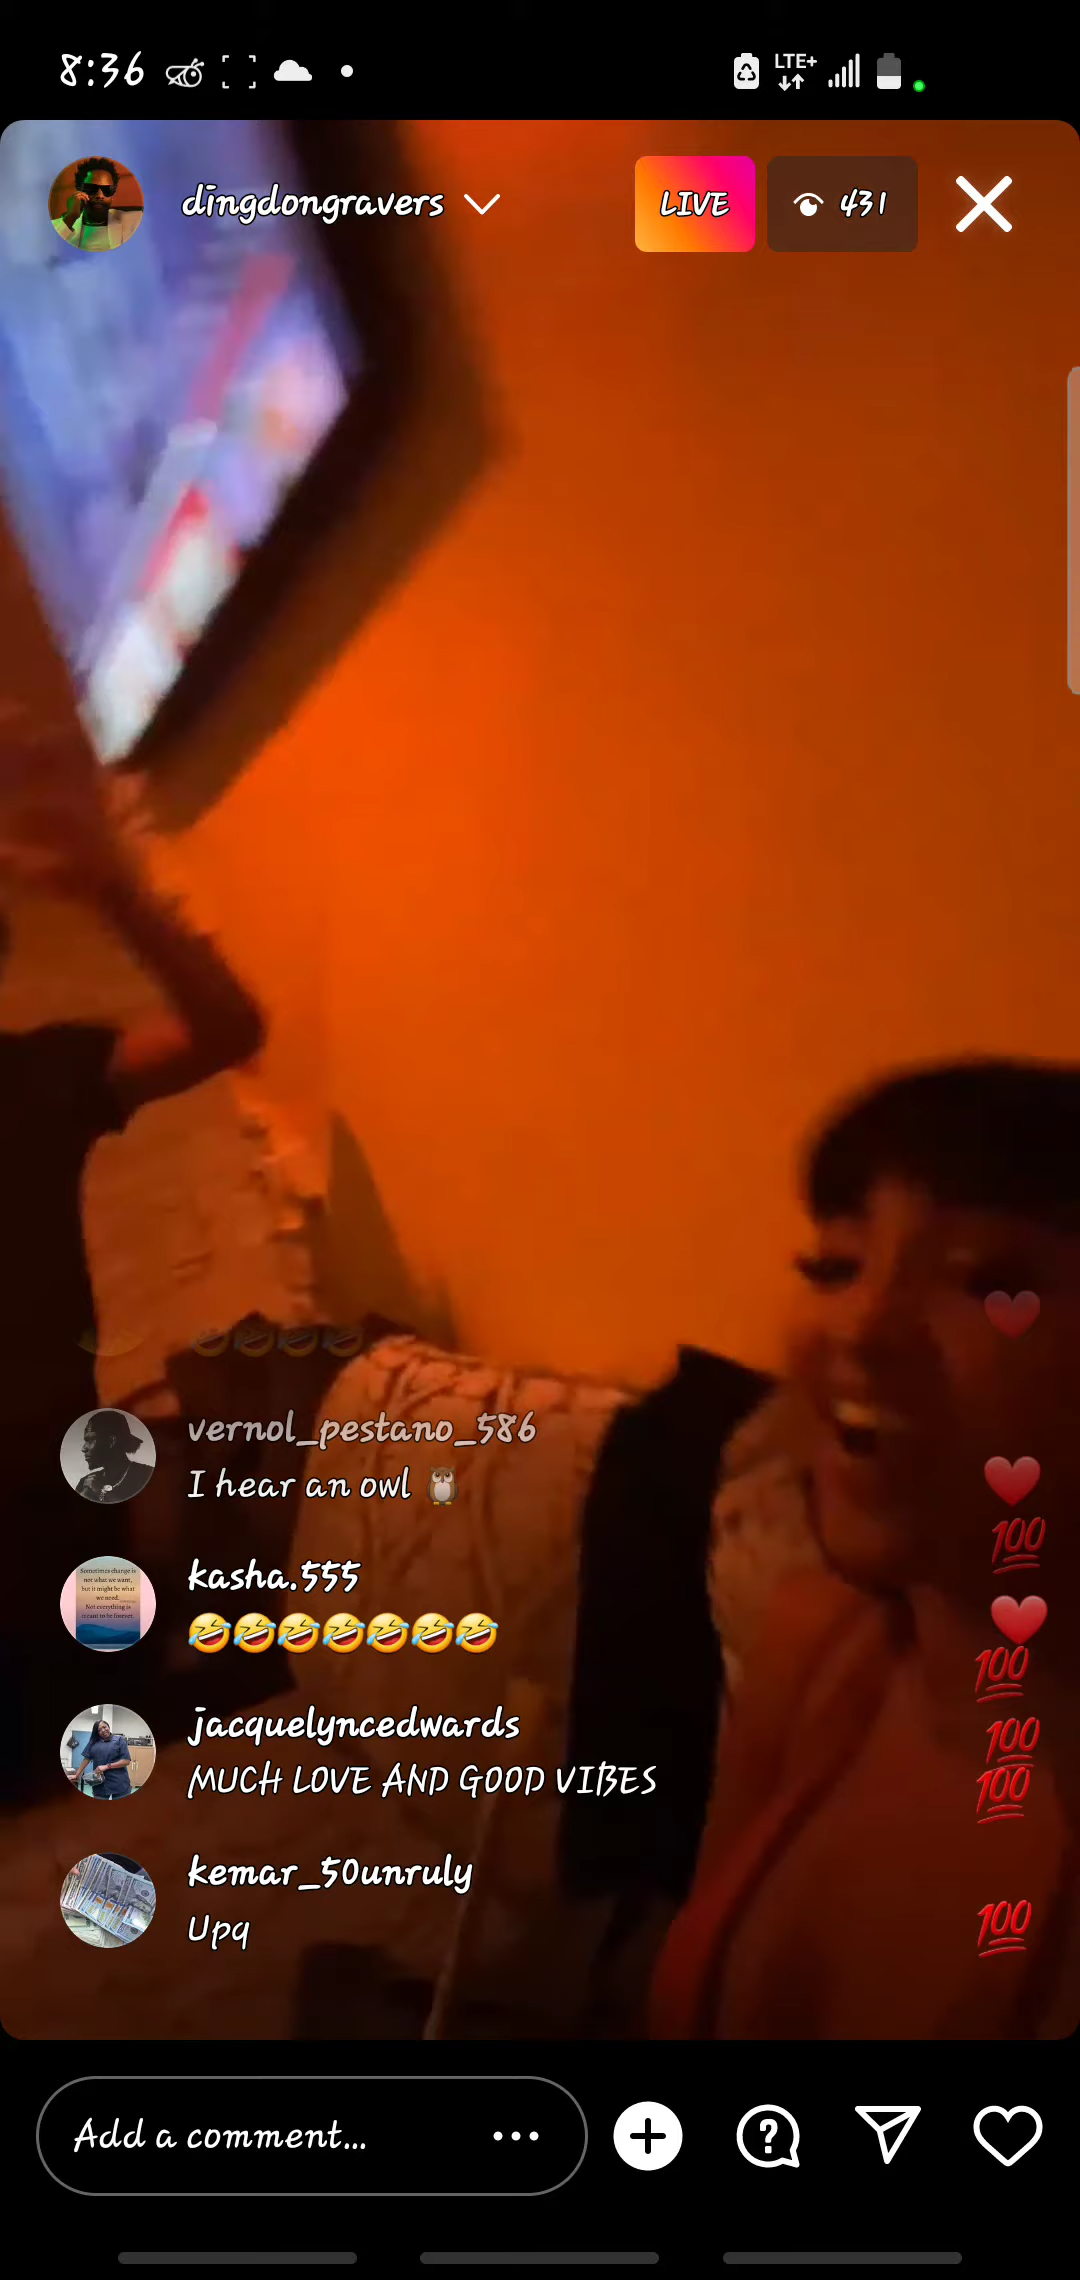 8:36
LTE+
dingdongravers
LIVE
431
vernol_pestano_586
I hear an owl 🦉
kasha.555
🤣🤣🤣🤣🤣🤣🤣
jacquelyncedwards
MUCH LOVE AND GOOD VIBES
kemar_50unruly
Upq
Add a comment...